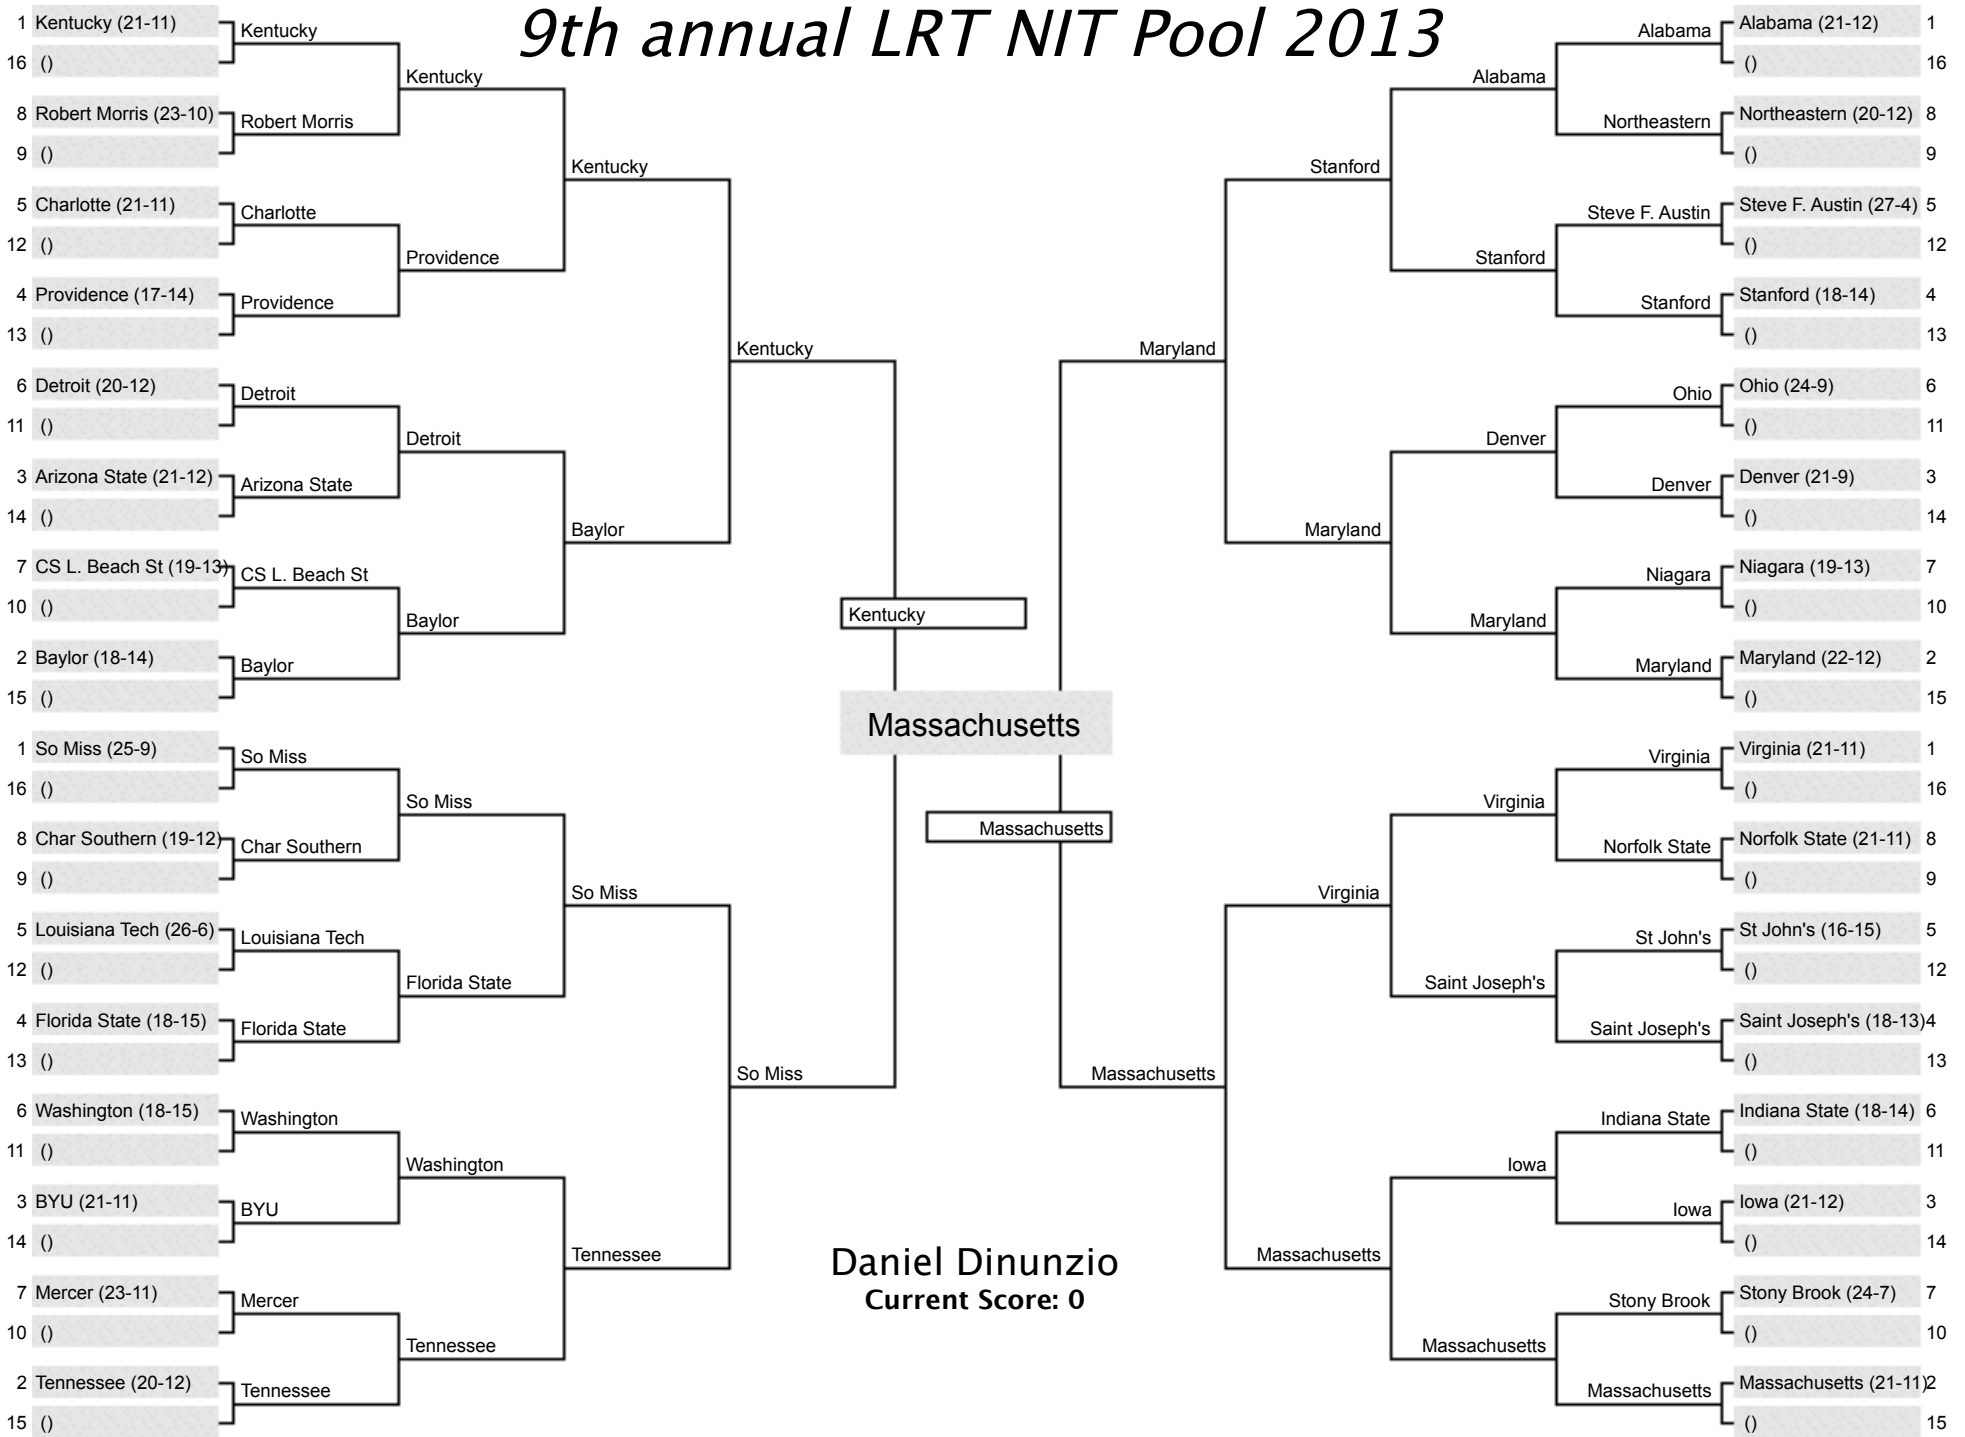 9th annual LRT NIT Pool 2013
1 Kentucky (21-11)
16 ()
8 Robert Morris (23-10)
9 ()
5 Charlotte (21-11)
12 ()
4 Providence (17-14)
13 ()
6 Detroit (20-12)
11 ()
3 Arizona State (21-12)
14 ()
7 CS L. Beach St (19-13)
10 ()
2 Baylor (18-14)
15 ()
1 So Miss (25-9)
16 ()
8 Char Southern (19-12)
9 ()
5 Louisiana Tech (26-6)
12 ()
4 Florida State (18-15)
13 ()
6 Washington (18-15)
11 ()
3 BYU (21-11)
14 ()
7 Mercer (23-11)
10 ()
2 Tennessee (20-12)
15 ()
Kentucky
Robert Morris
Charlotte
Providence
Detroit
Arizona State
CS L. Beach St
Baylor
So Miss
Char Southern
Louisiana Tech
Florida State
Washington
BYU
Mercer
Tennessee
Kentucky
Providence
Detroit
Baylor
So Miss
Florida State
Washington
Tennessee
Kentucky
Baylor
So Miss
Tennessee
Kentucky
So Miss
Kentucky
Massachusetts
Massachusetts
Daniel Dinunzio
Current Score: 0
Maryland
Massachusetts
Stanford
Maryland
Virginia
Massachusetts
Alabama
Stanford
Denver
Maryland
Virginia
Saint Joseph's
Iowa
Massachusetts
Alabama
Northeastern
Steve F. Austin
Stanford
Ohio
Denver
Niagara
Maryland
Virginia
Norfolk State
St John's
Saint Joseph's
Indiana State
Iowa
Stony Brook
Massachusetts
Alabama (21-12) 1
() 16
Northeastern (20-12) 8
() 9
Steve F. Austin (27-4) 5
() 12
Stanford (18-14) 4
() 13
Ohio (24-9) 6
() 11
Denver (21-9) 3
() 14
Niagara (19-13) 7
() 10
Maryland (22-12) 2
() 15
Virginia (21-11) 1
() 16
Norfolk State (21-11) 8
() 9
St John's (16-15) 5
() 12
Saint Joseph's (18-13) 4
() 13
Indiana State (18-14) 6
() 11
Iowa (21-12) 3
() 14
Stony Brook (24-7) 7
() 10
Massachusetts (21-11) 2
() 15